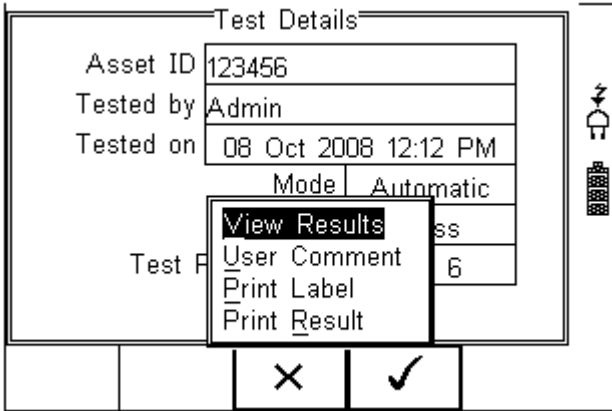 Test Details
Asset ID 123456
Tested by Admin
Tested on 08 Oct 2008 12:12 PM
Mode Automatic
View Results
User Comment
Test 6
Print Label
Print Result